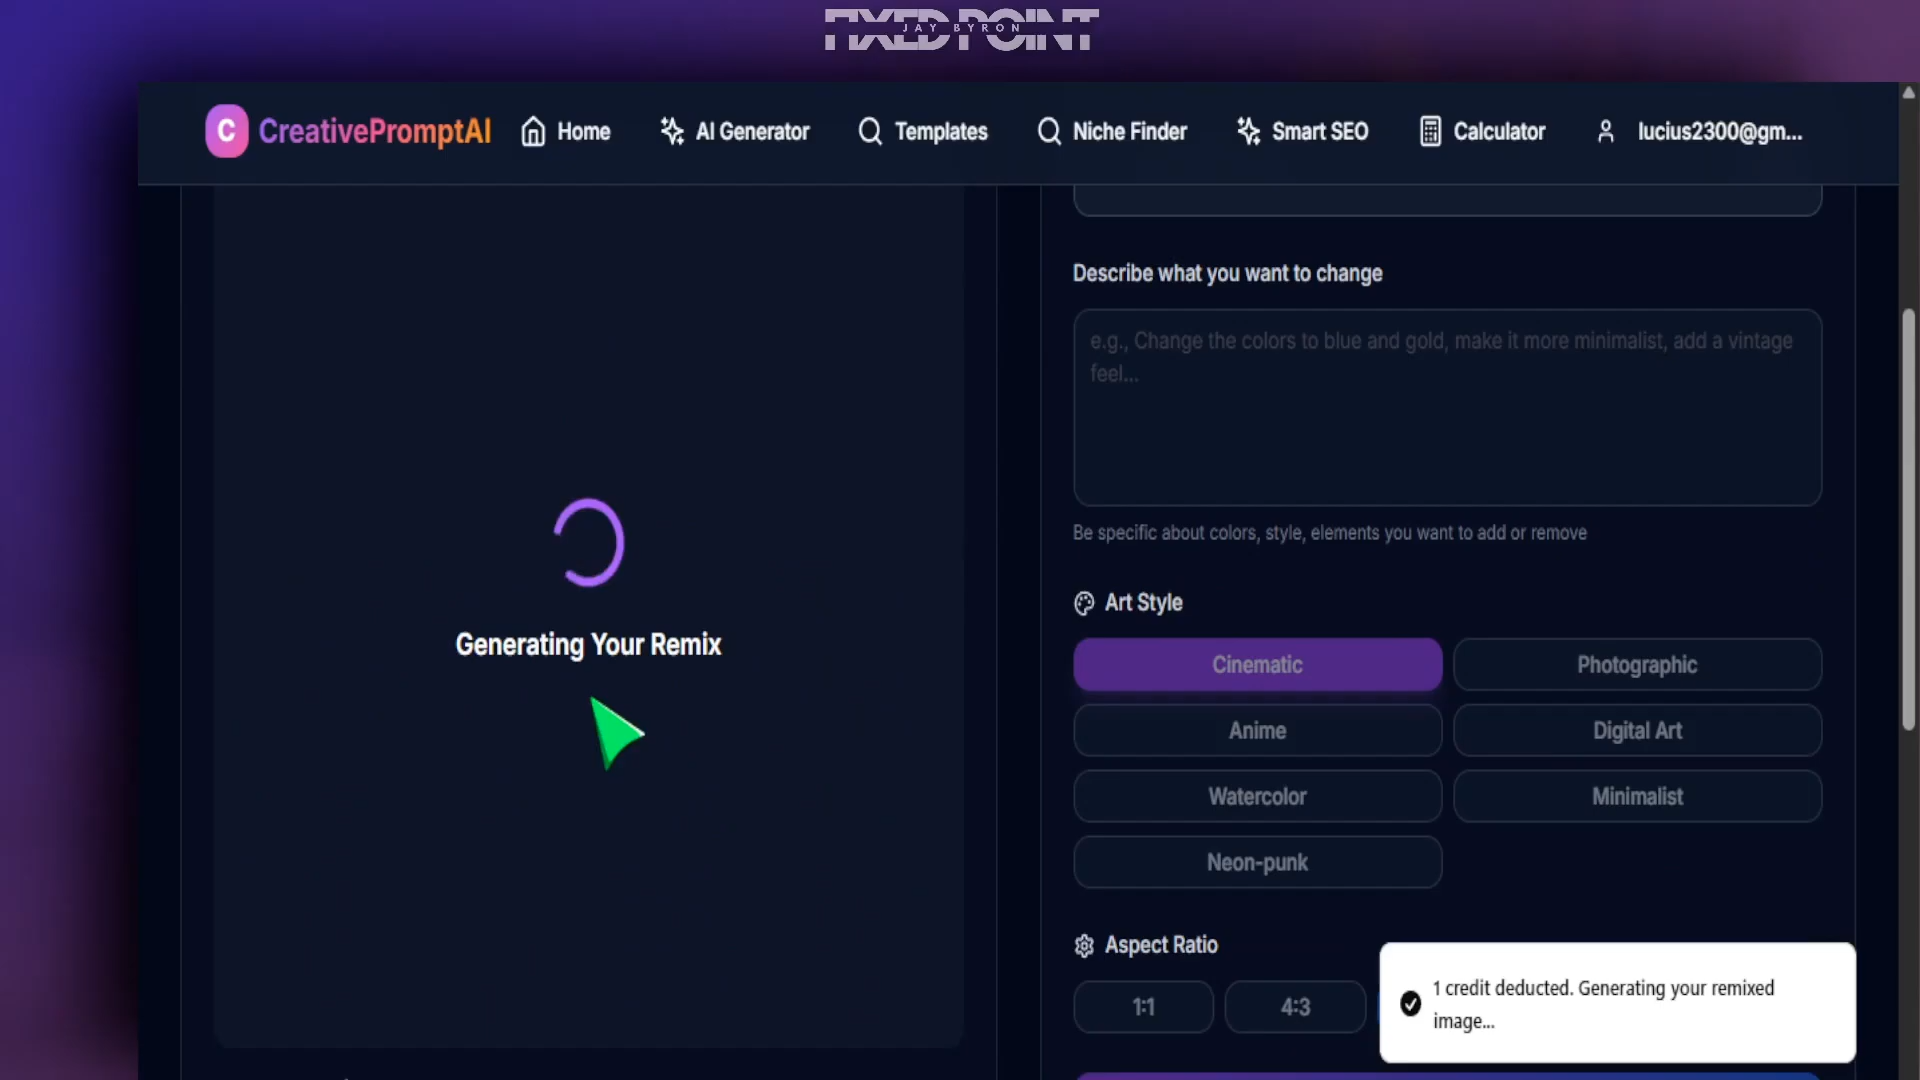 FIXED POINT
JAY BYRON
C CreativePromptAI
Home
AI Generator
Templates
Niche Finder
Smart SEO
Calculator
lucius2300@gm...
Generating Your Remix
Describe what you want to change
e.g., Change the colors to blue and gold, make it more minimalist, add a vintage
feel...
Be specific about colors, style, elements you want to add or remove
Art Style
Cinematic
Photographic
Anime
Digital Art
Watercolor
Minimalist
Neon-punk
Aspect Ratio
1:1
4:3
1 credit deducted. Generating your remixed
image...